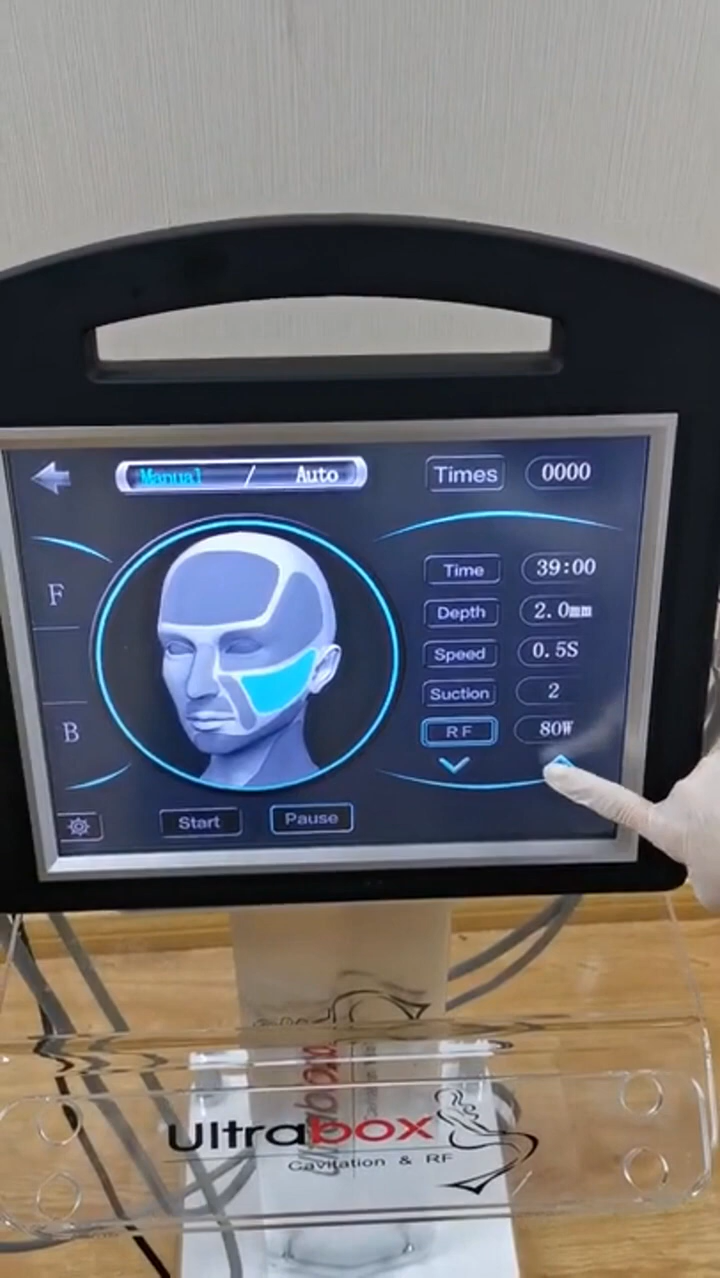 Manual / Auto
Times 0000
Time 39:00
F
Depth 2.0mm
Speed 0.5S
Suction 2
B
RF 80W
Start
Pause
Ultrabox
Cavitation & RF